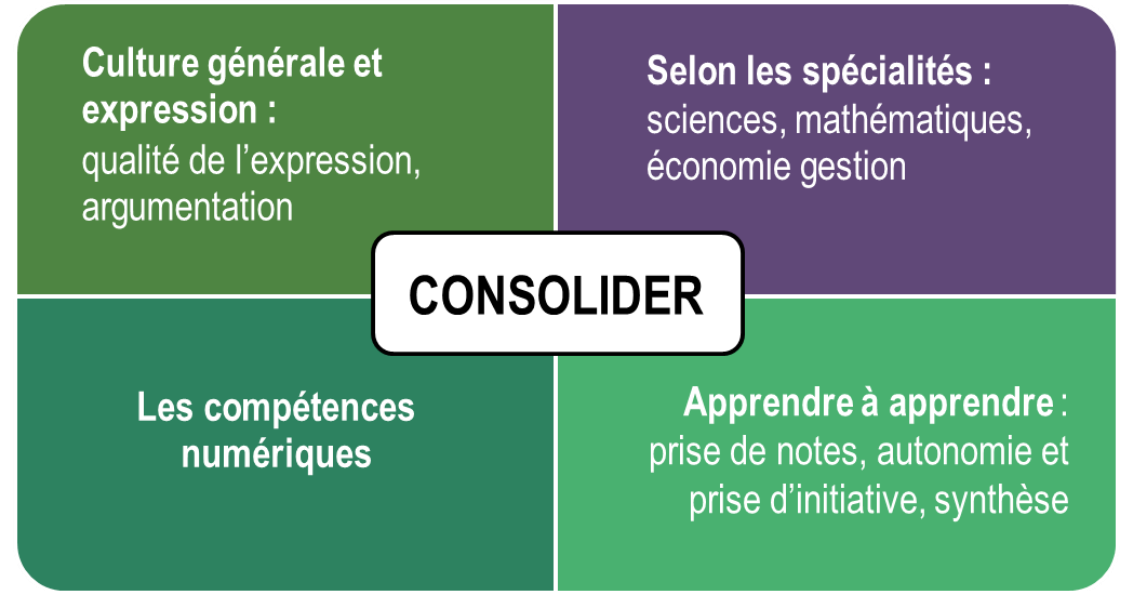 Culture générale et
expression :
qualité de l’expression,
argumentation
Selon les spécialités :
sciences, mathématiques,
économie gestion
CONSOLIDER
Les compétences
numériques
Apprendre à apprendre :
prise de notes, autonomie et
prise d’initiative, synthèse